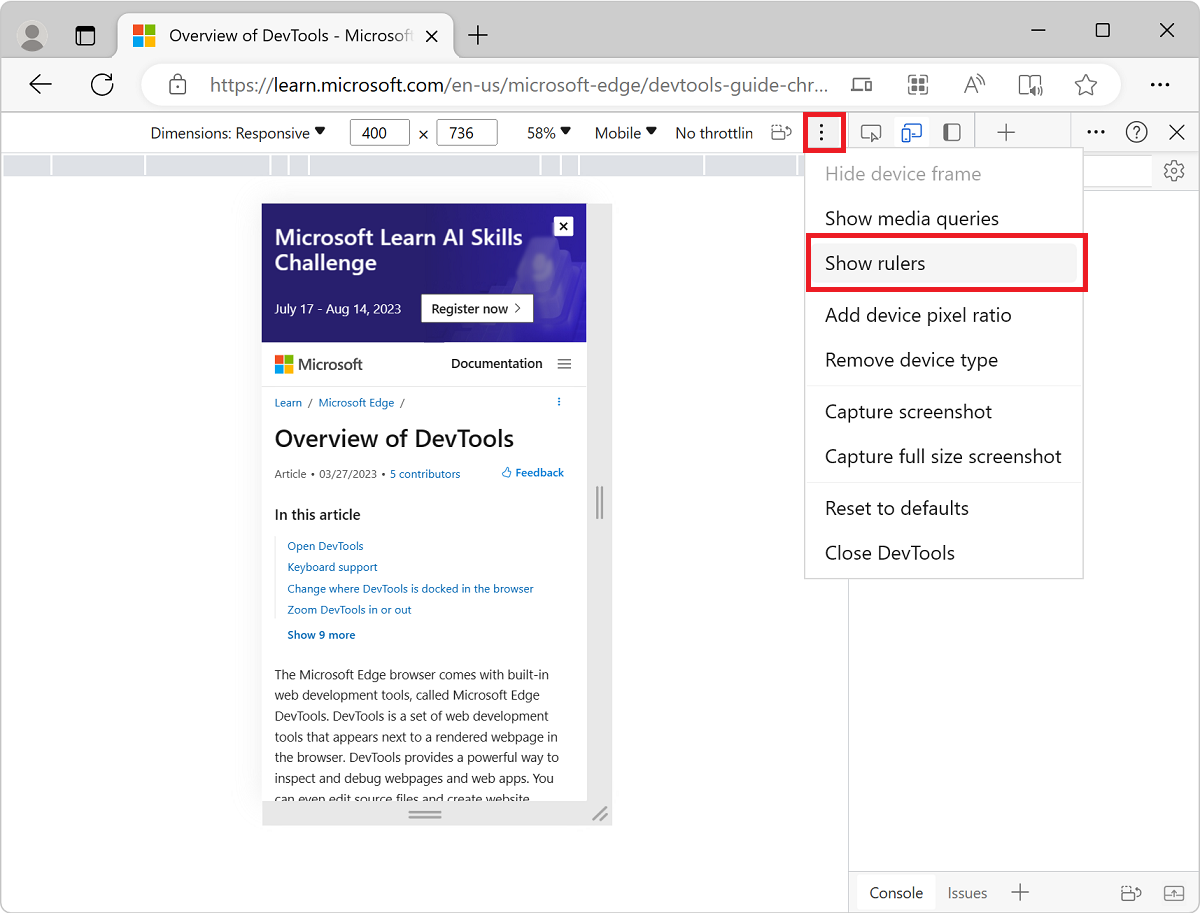 Overview of DevTools - Microsof
https://learn.microsoft.com/en-us/microsoft-edge/devtools-guide-chr...
Dimensions: Responsive 400 × 736 58% Mobile No throttlin
Hide device frame
Show media queries
Show rulers
Add device pixel ratio
Remove device type
Capture screenshot
Capture full size screenshot
Reset to defaults
Close DevTools
Microsoft Learn AI Skills
Challenge
July 17 - Aug 14, 2023 Register now
Microsoft Documentation
Learn / Microsoft Edge /
Overview of DevTools
Article • 03/27/2023 • 5 contributors Feedback
In this article
Open DevTools
Keyboard support
Change where DevTools is docked in the browser
Zoom DevTools in or out
Show 9 more
The Microsoft Edge browser comes with built-in
web development tools, called Microsoft Edge
DevTools. DevTools is a set of web development
tools that appears next to a rendered webpage in
the browser. DevTools provides a powerful way to
inspect and debug webpages and web apps. You
can even edit source files and create website
Console Issues